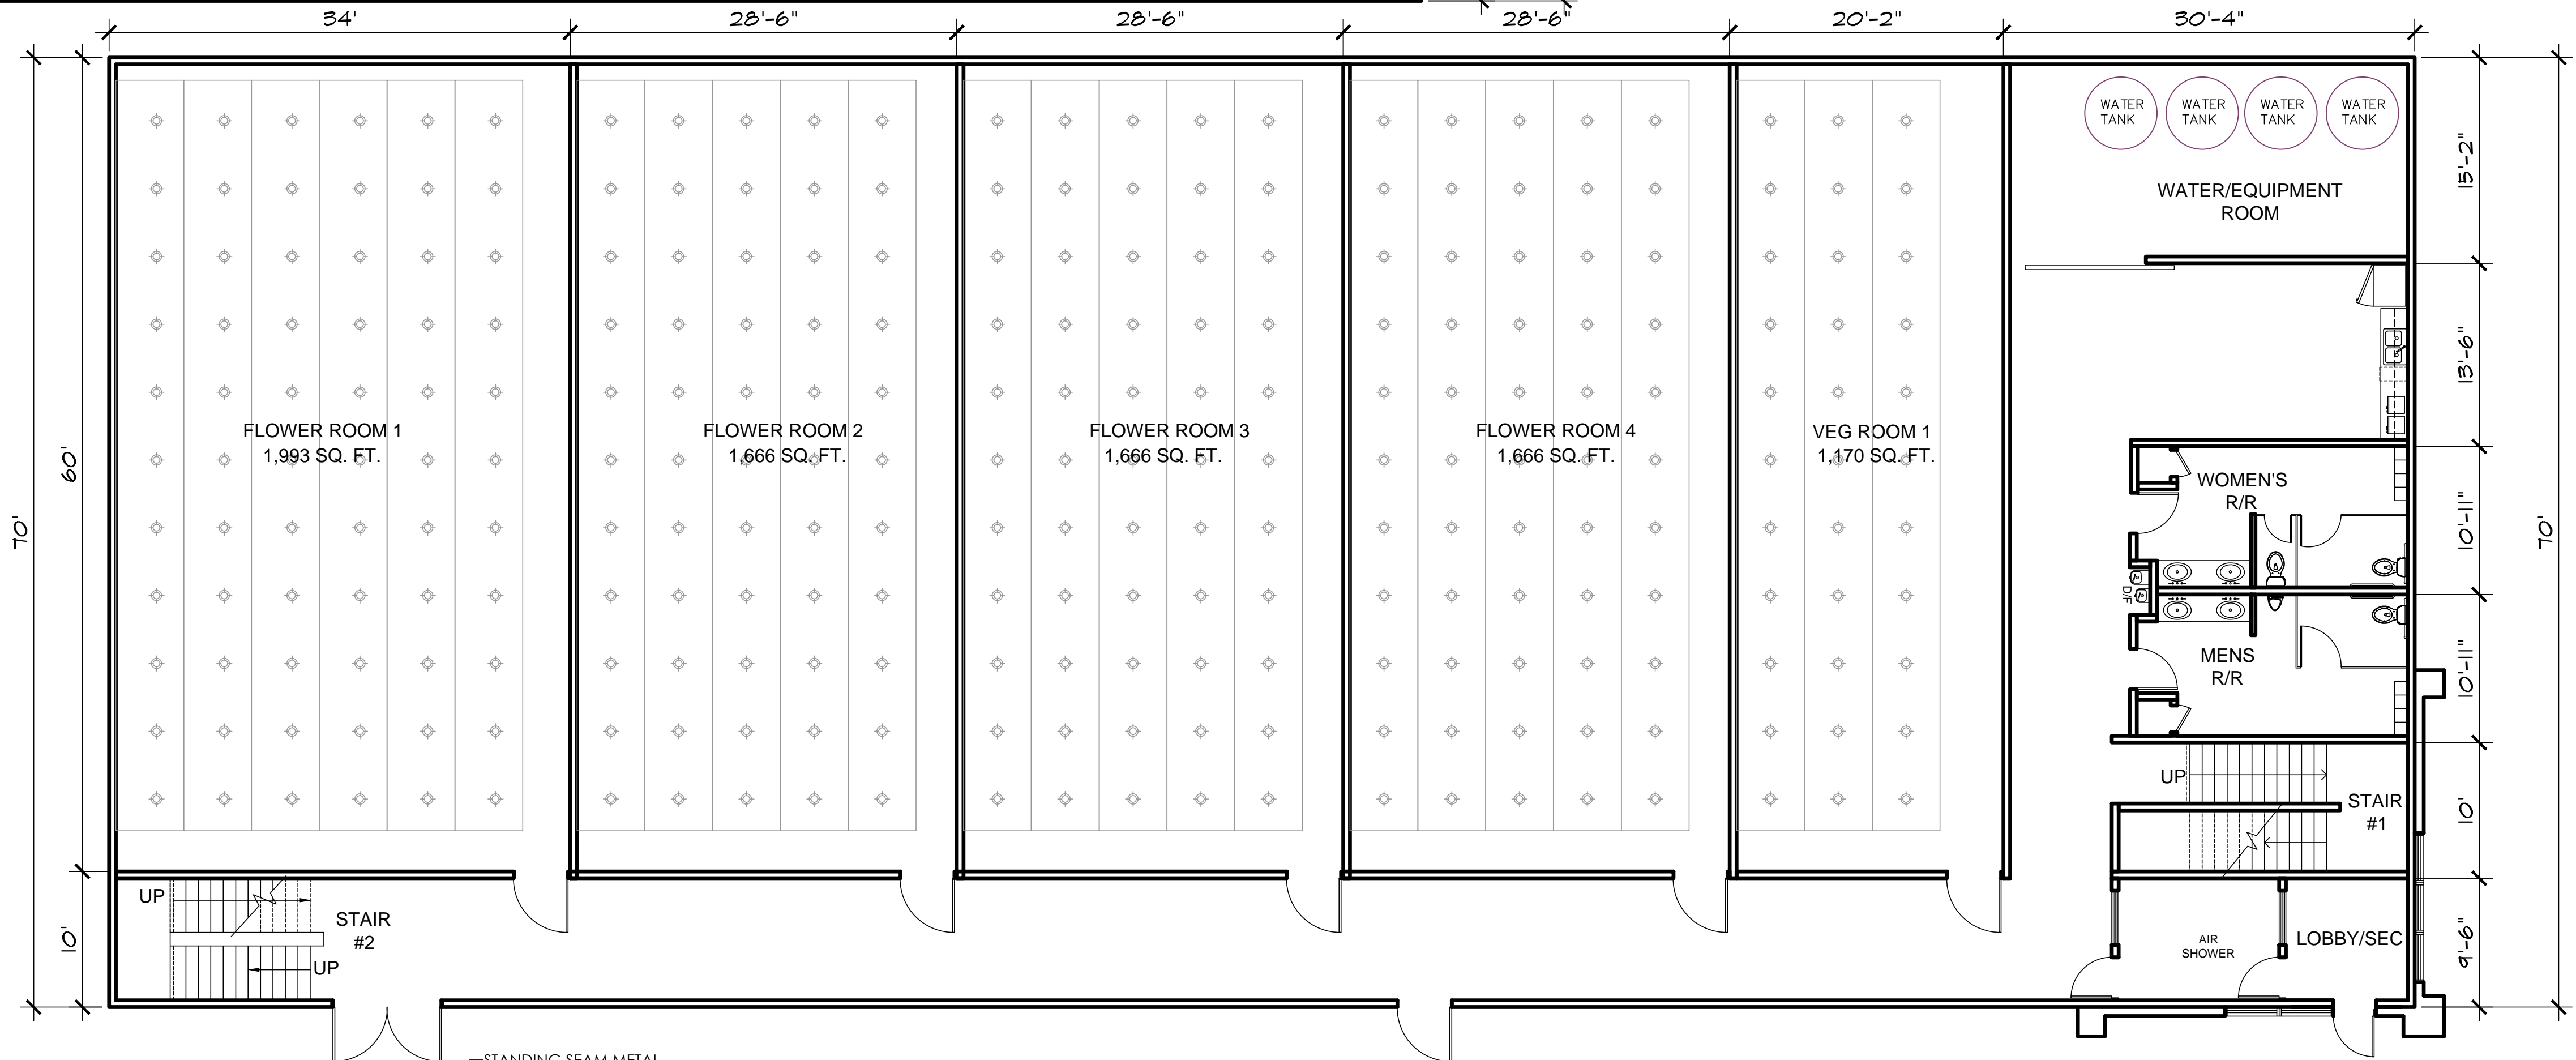 34'
28'-6"
28'-6"
28'-6"
20'-2"
30'-4"
70'
60'
10'
FLOWER ROOM 1
1,993 SQ. FT.
FLOWER ROOM 2
1,666 SQ. FT.
FLOWER ROOM 3
1,666 SQ. FT.
FLOWER ROOM 4
1,666 SQ. FT.
VEG ROOM 1
1,170 SQ. FT.
WATER
TANK
WATER
TANK
WATER
TANK
WATER
TANK
WATER/EQUIPMENT
ROOM
WOMEN'S
R/R
D/F
MENS
R/R
UP
STAIR
#1
AIR
SHOWER
LOBBY/SEC
UP
STAIR
#2
UP
15'-2"
13'-6"
10'-11"
10'-11"
10'
9'-6"
70'
STANDING SEAM METAL